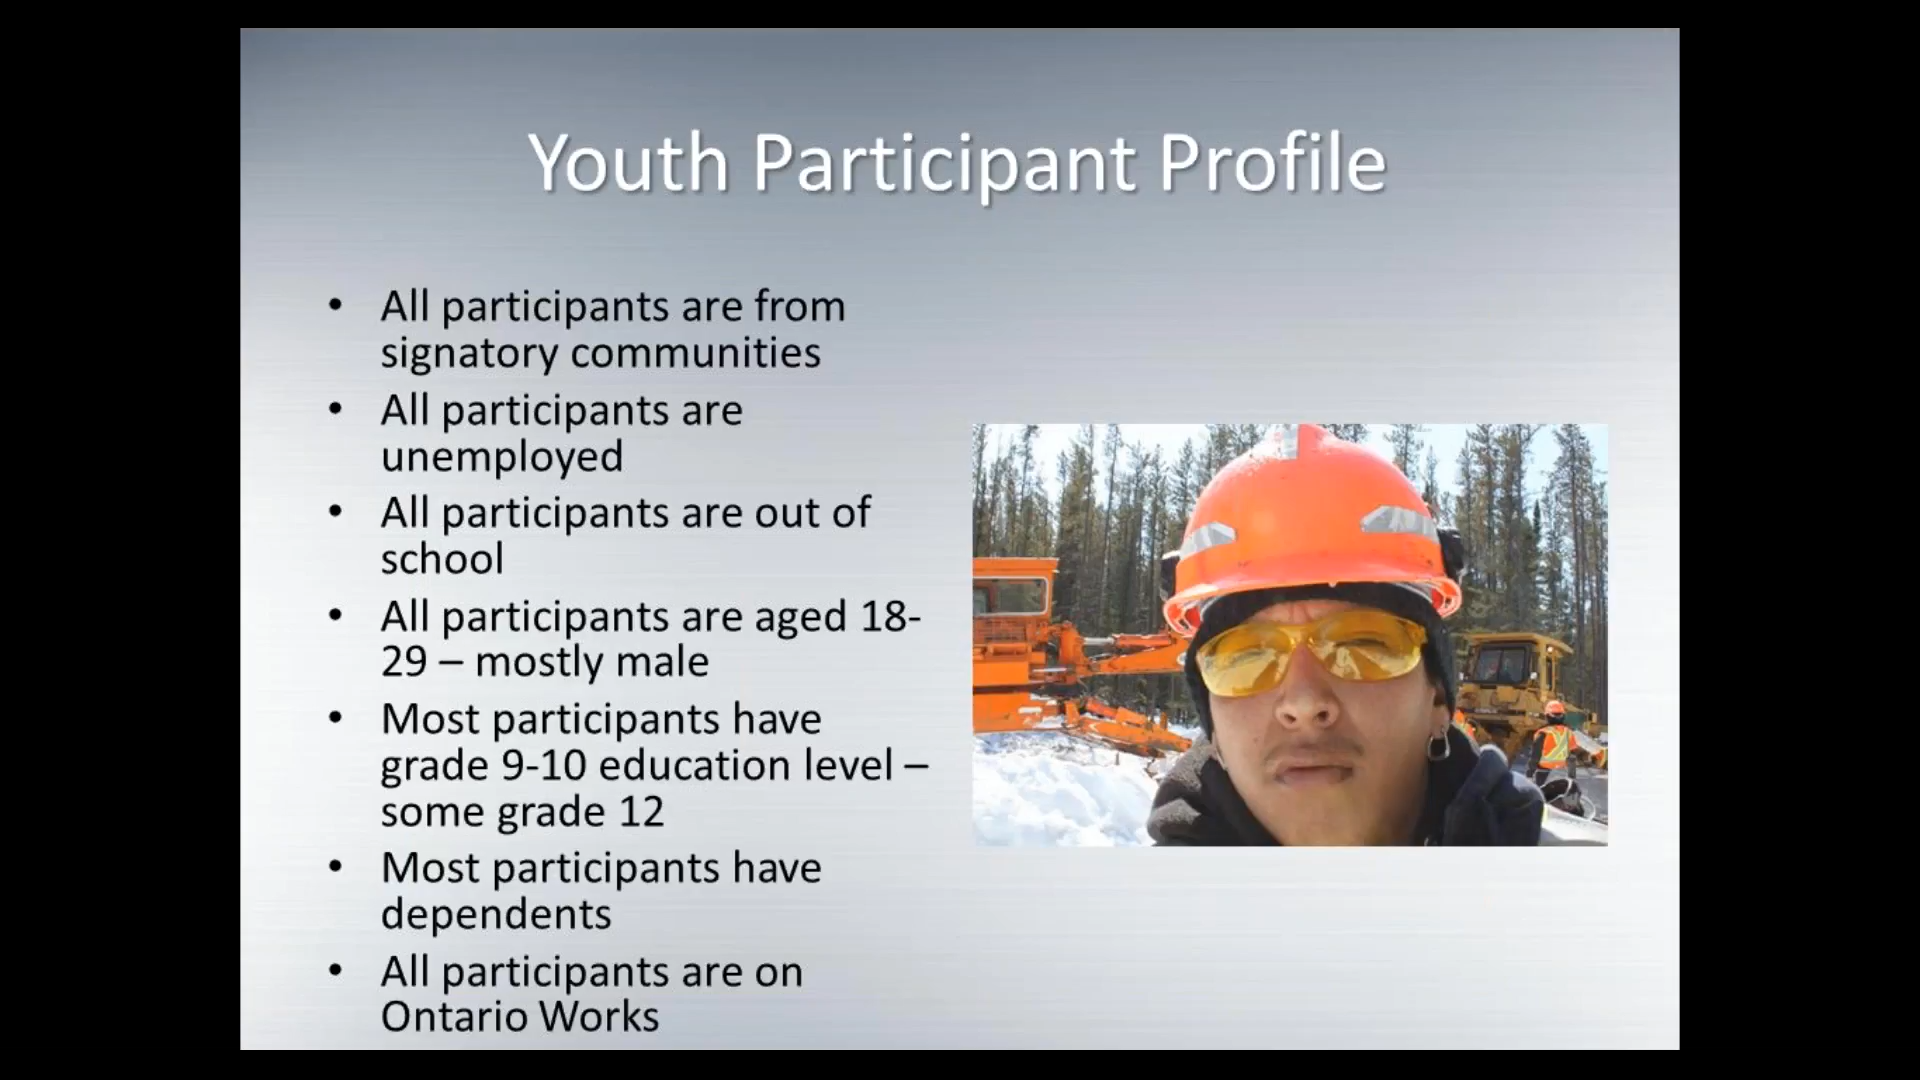 Youth Participant Profile
• All participants are from
signatory communities
• All participants are
unemployed
• All participants are out of
school
• All participants are aged 18-
29 – mostly male
• Most participants have
grade 9-10 education level –
some grade 12
• Most participants have
dependents
• All participants are on
Ontario Works